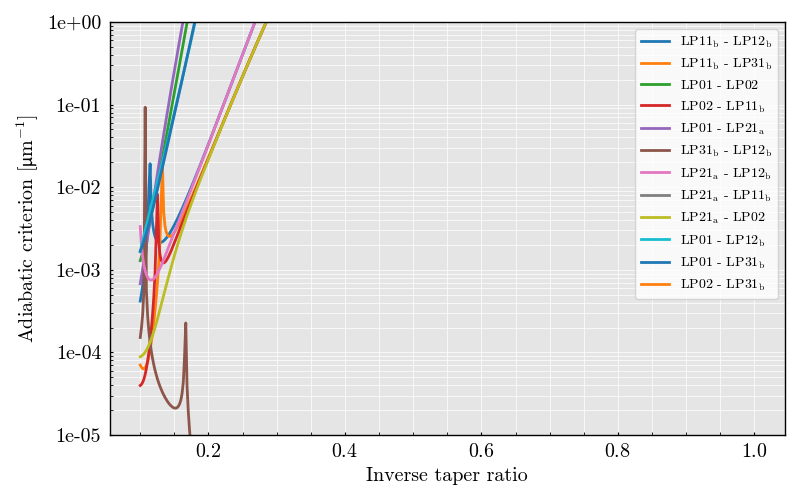 1e+00
1e-01
1e-02
1e-03
1e-04
1e-05
Adiabatic criterion [µm⁻¹]
0.2 0.4 0.6 0.8 1.0
Inverse taper ratio
LP11b - LP12b
LP11b - LP31b
LP01 - LP02
LP02 - LP11b
LP01 - LP21a
LP31b - LP12b
LP21a - LP12b
LP21a - LP11b
LP21a - LP02
LP01 - LP12b
LP01 - LP31b
LP02 - LP31b